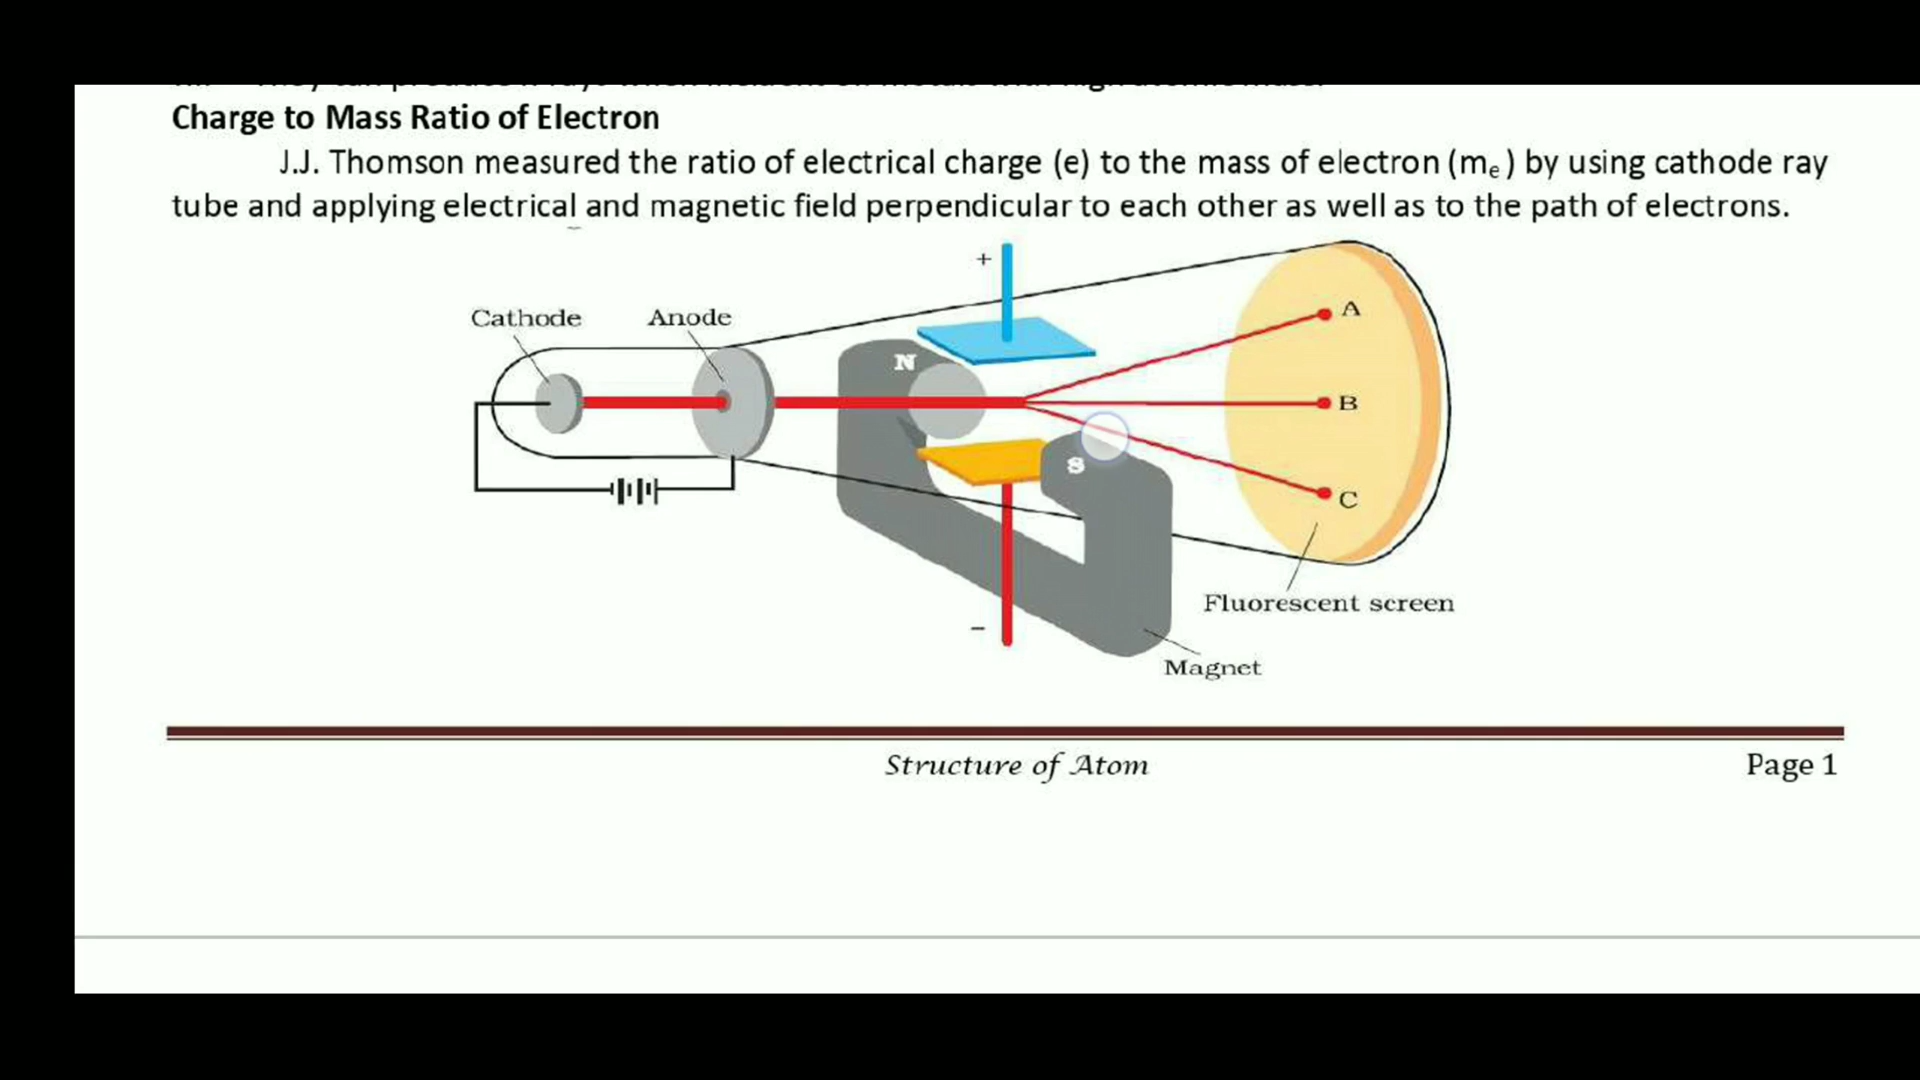 Charge to Mass Ratio of Electron
J.J. Thomson measured the ratio of electrical charge (e) to the mass of electron (me) by using cathode ray
tube and applying electrical and magnetic field perpendicular to each other as well as to the path of electrons.
+
Cathode
Anode
N
A
B
S
C
Fluorescent screen
−
Magnet
Structure of Atom
Page 1